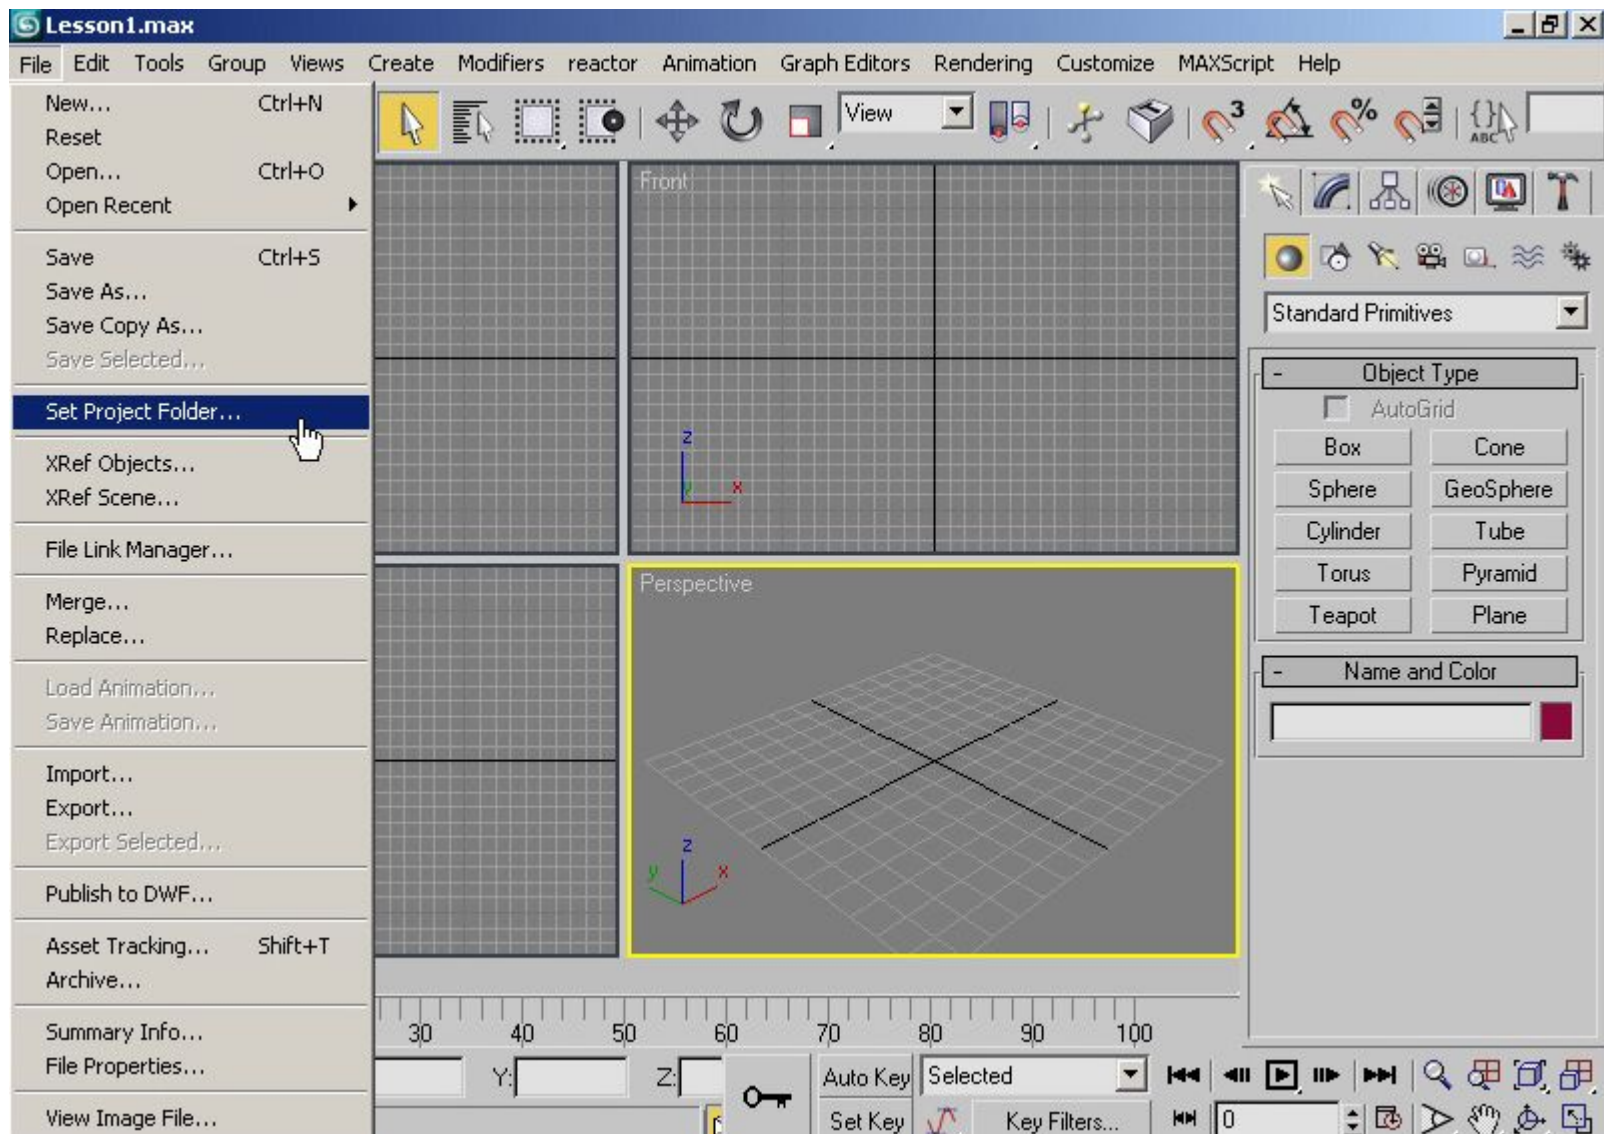 Lesson1.max
File Edit Tools Group Views Create Modifiers reactor Animation Graph Editors Rendering Customize MAXScript Help
New... Ctrl+N
Reset
Open... Ctrl+O
Open Recent
Save Ctrl+S
Save As...
Save Copy As...
Save Selected...
Set Project Folder...
XRef Objects...
XRef Scene...
File Link Manager...
Merge...
Replace...
Load Animation...
Save Animation...
Import...
Export...
Export Selected...
Publish to DWF...
Asset Tracking... Shift+T
Archive...
Summary Info...
File Properties...
View Image File...
View
3
%
{}
ABC
Front
z
y x
Perspective
z
y x
Standard Primitives
- Object Type
AutoGrid
Box Cone
Sphere GeoSphere
Cylinder Tube
Torus Pyramid
Teapot Plane
- Name and Color
30 40 50 60 70 80 90 100
Y: Z: Auto Key Selected
Set Key Key Filters... 0